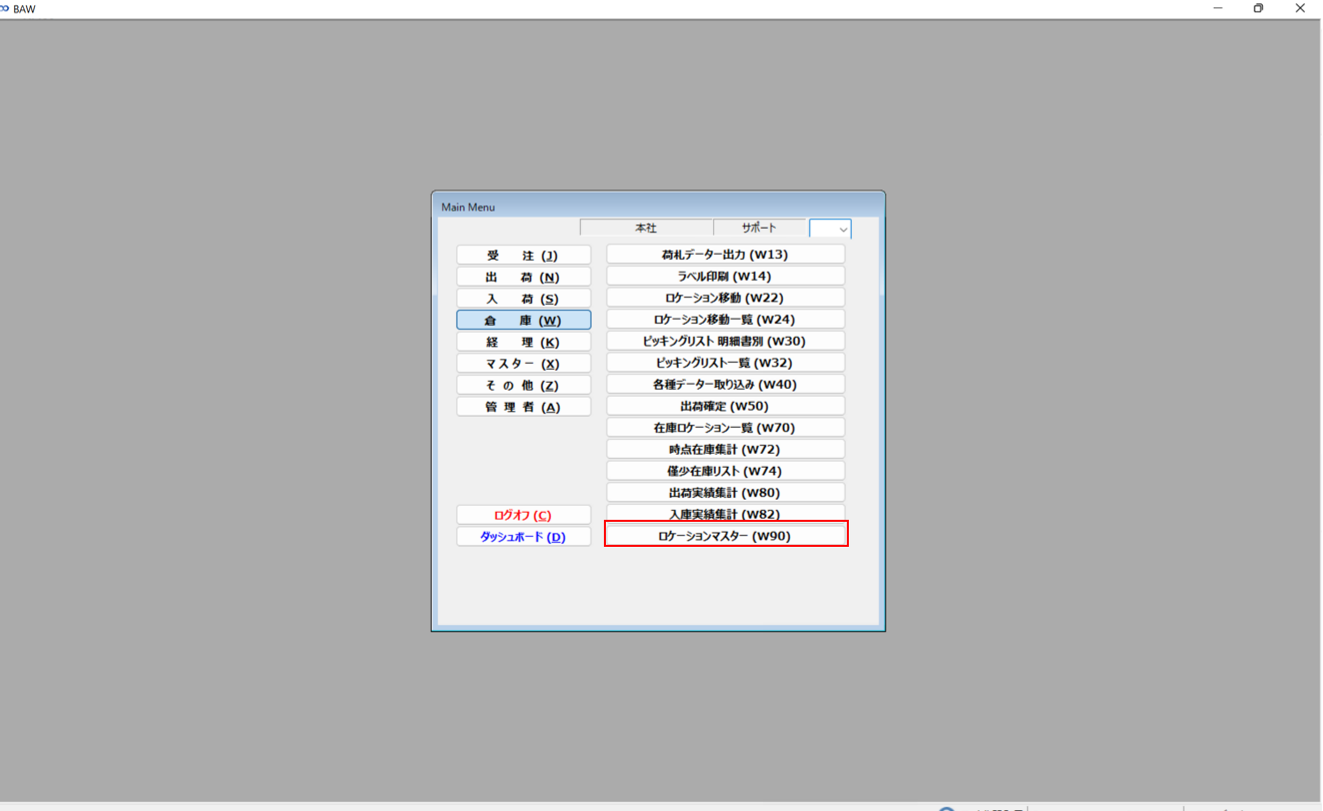 BAW
Main Menu
本社 サポート
受 注 (J)
出 荷 (N)
入 荷 (S)
倉 庫 (W)
経 理 (K)
マスター (X)
そ の 他 (Z)
管 理 者 (A)
ログオフ (C)
ダッシュボード (D)
荷札データー出力 (W13)
ラベル印刷 (W14)
ロケーション移動 (W22)
ロケーション移動一覧 (W24)
ピッキングリスト 明細書別 (W30)
ピッキングリスト一覧 (W32)
各種データー取り込み (W40)
出荷確定 (W50)
在庫ロケーション一覧 (W70)
時点在庫集計 (W72)
僅少在庫リスト (W74)
出荷実績集計 (W80)
入庫実績集計 (W82)
ロケーションマスター (W90)